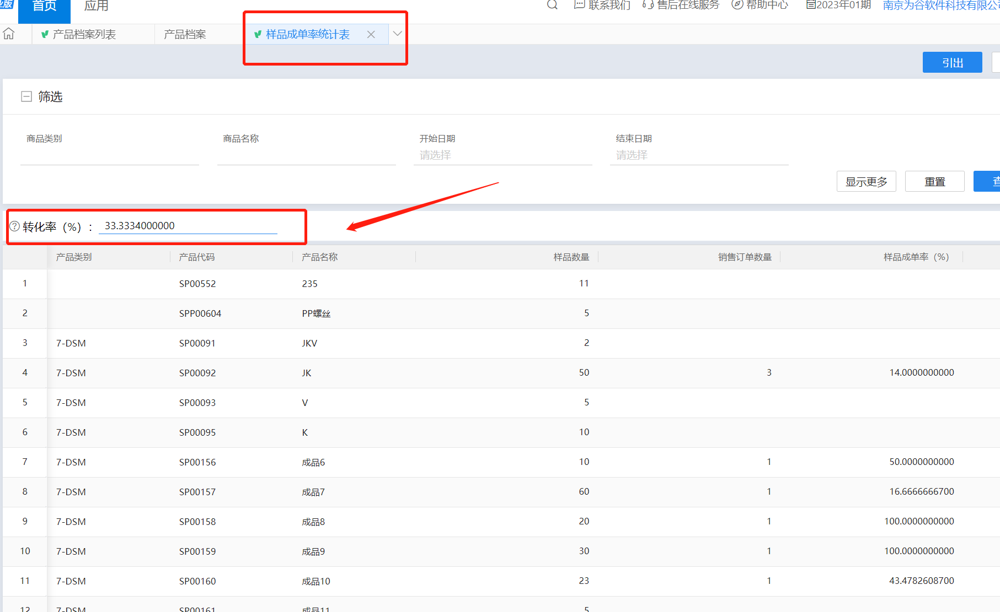 业版 首页 应用 联系我们 售后在线服务 帮助中心 2023年01期 南京为谷软件科技有限公司
产品档案列表 产品档案 样品成单率统计表
引出
筛选
商品类别 商品名称 开始日期 结束日期
请选择 请选择
显示更多 重置 查
转化率（%）： 33.3334000000
产品类别 产品代码 产品名称 样品数量 销售订单数量 样品成单率（%）
1 SP00552 235 11
2 SPP00604 PP螺丝 5
3 7-DSM SP00091 JKV 2
4 7-DSM SP00092 JK 50 3 14.0000000000
5 7-DSM SP00093 V 5
6 7-DSM SP00095 K 10
7 7-DSM SP00156 成品6 10 1 50.0000000000
8 7-DSM SP00157 成品7 60 1 16.6666666700
9 7-DSM SP00158 成品8 20 1 100.0000000000
10 7-DSM SP00159 成品9 30 1 100.0000000000
11 7-DSM SP00160 成品10 23 1 43.4782608700
12 7-DSM SP00161 成品11 5